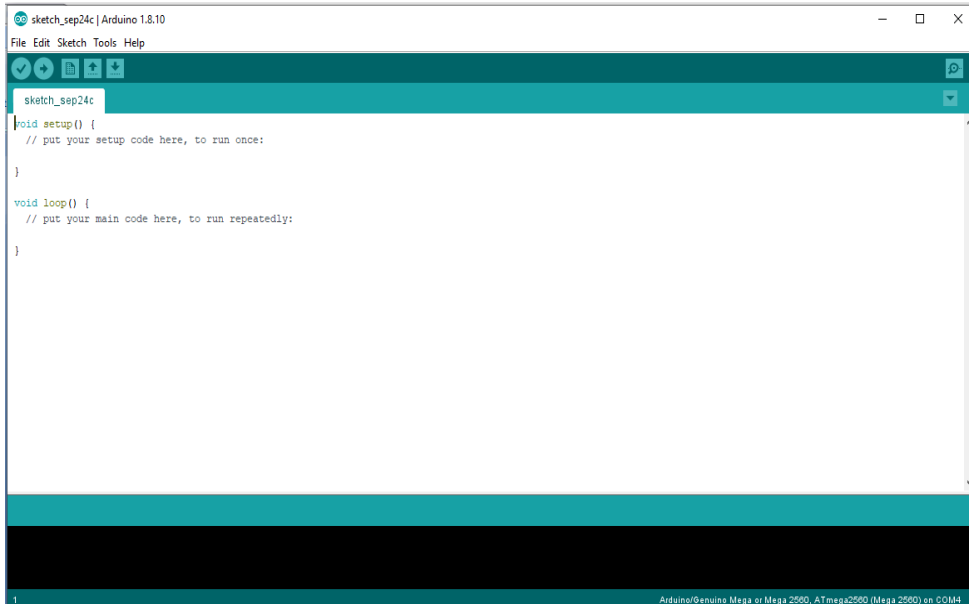 sketch_sep24c | Arduino 1.8.10
File Edit Sketch Tools Help
sketch_sep24c
void setup() {
  // put your setup code here, to run once:
}
void loop() {
  // put your main code here, to run repeatedly:
}
1 Arduino/Genuino Mega or Mega 2560, ATmega2560 (Mega 2560) on COM4